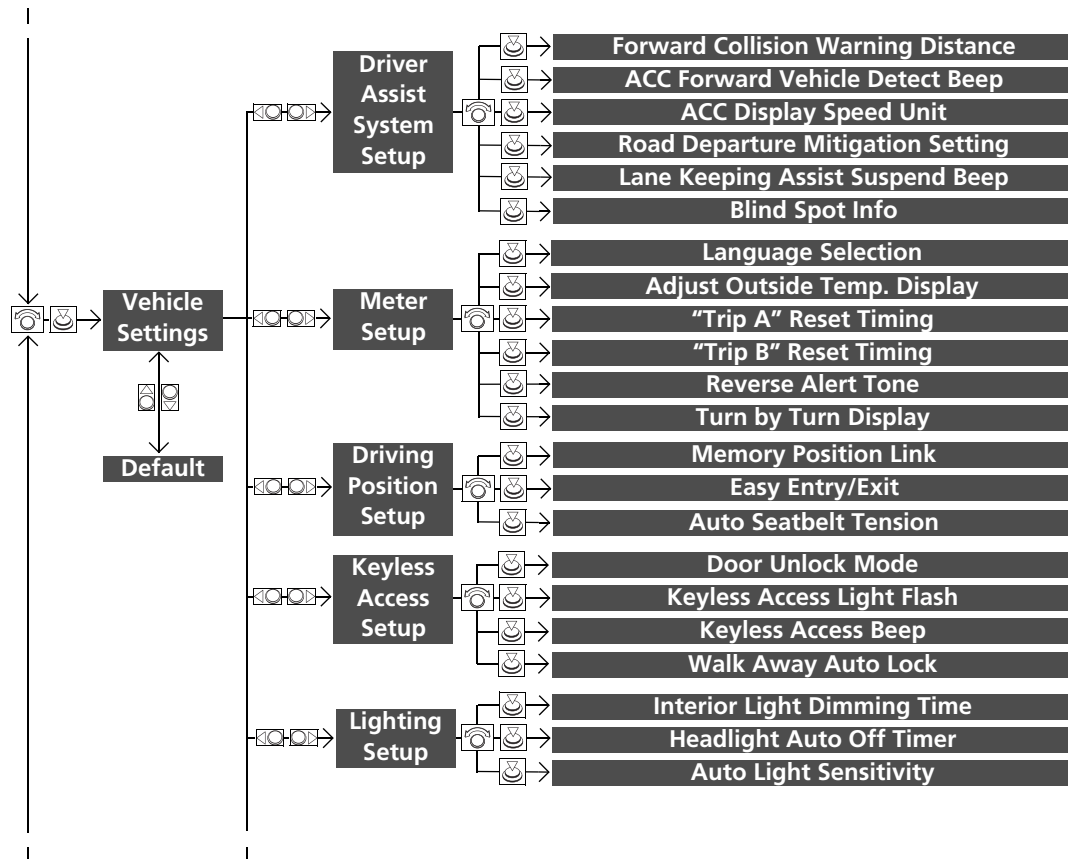 Driver
Assist
System
Setup
Forward Collision Warning Distance
ACC Forward Vehicle Detect Beep
ACC Display Speed Unit
Road Departure Mitigation Setting
Lane Keeping Assist Suspend Beep
Blind Spot Info
Vehicle
Settings
Default
Meter
Setup
Language Selection
Adjust Outside Temp. Display
“Trip A” Reset Timing
“Trip B” Reset Timing
Reverse Alert Tone
Turn by Turn Display
Driving
Position
Setup
Memory Position Link
Easy Entry/Exit
Auto Seatbelt Tension
Keyless
Access
Setup
Door Unlock Mode
Keyless Access Light Flash
Keyless Access Beep
Walk Away Auto Lock
Lighting
Setup
Interior Light Dimming Time
Headlight Auto Off Timer
Auto Light Sensitivity